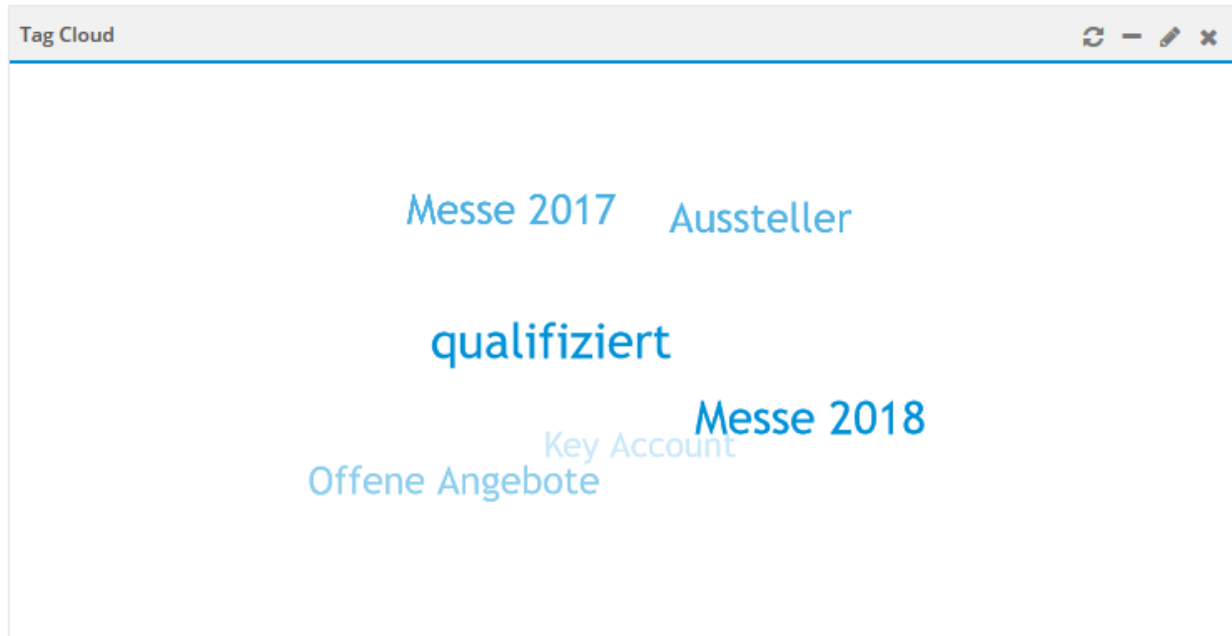 Tag Cloud
Messe 2017
Aussteller
qualifiziert
Messe 2018
Key Account
Offene Angebote